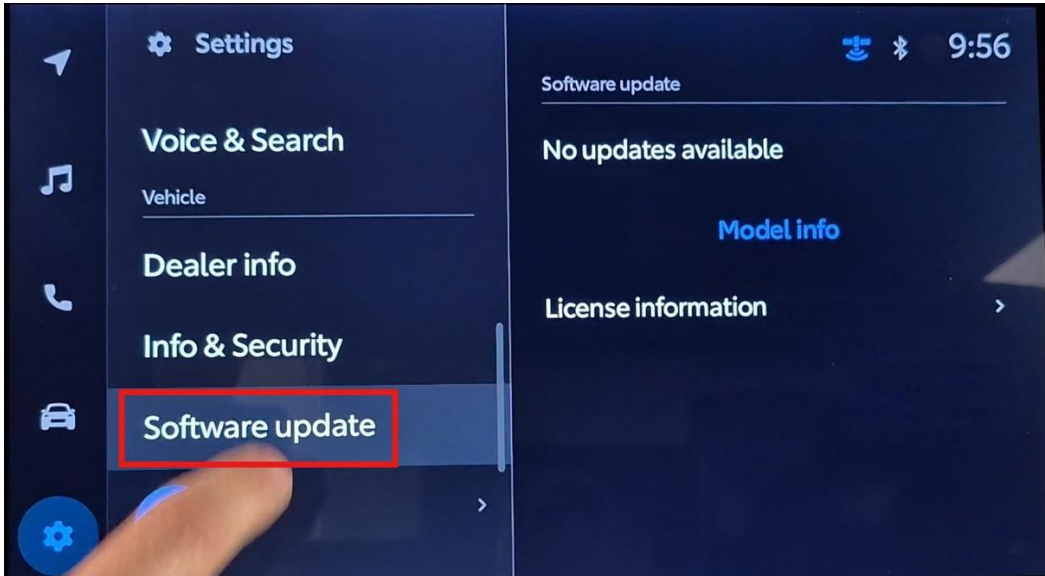 Settings
9:56
Voice & Search
Vehicle
Dealer info
Info & Security
Software update
Software update
No updates available
Model info
License information